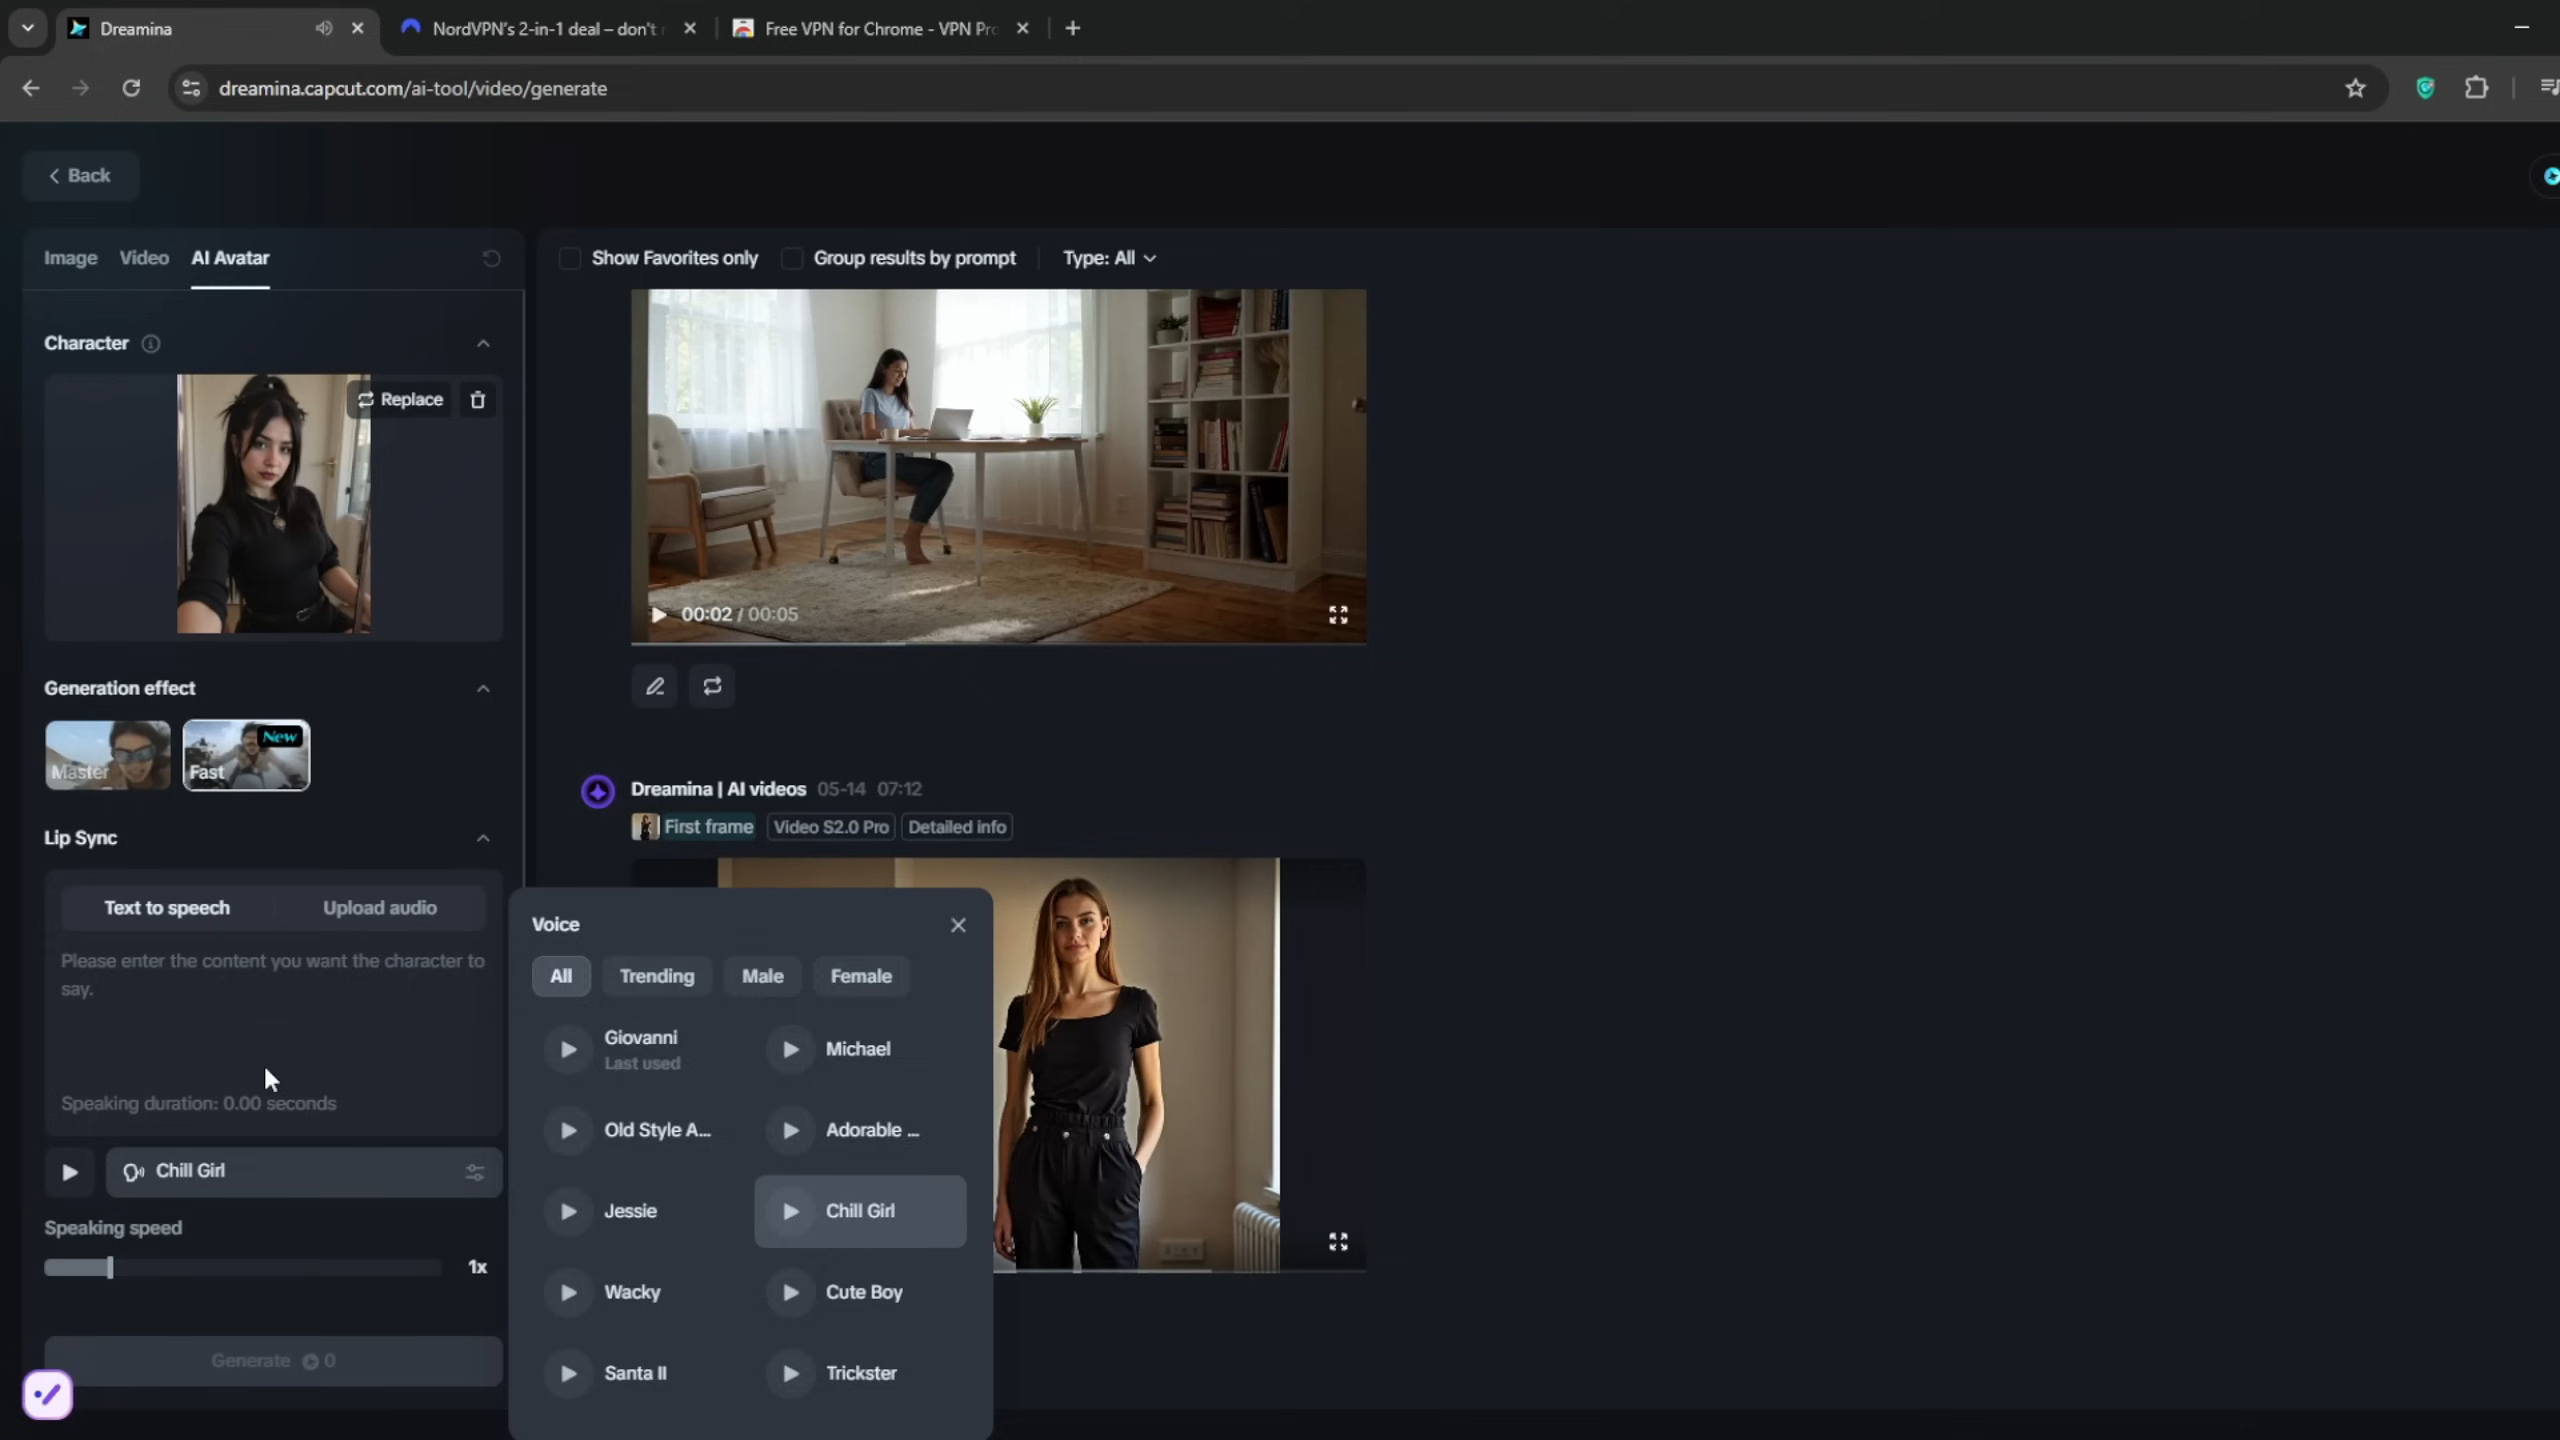 Dreamina
NordVPN's 2-in-1 deal – don't
Free VPN for Chrome - VPN Pro
dreamina.capcut.com/ai-tool/video/generate
Back
Image
Video
AI Avatar
Show Favorites only
Group results by prompt
Type: All
Character
Replace
00:02 / 00:05
Generation effect
Master
Fast
New
Dreamina | AI videos 05-14 07:12
First frame
Video S2.0 Pro
Detailed info
Lip Sync
Text to speech
Upload audio
Please enter the content you want the character to
say.
Speaking duration: 0.00 seconds
Chill Girl
Speaking speed
1x
Generate 0
Voice
All
Trending
Male
Female
Giovanni
Last used
Michael
Old Style A...
Adorable ...
Jessie
Chill Girl
Wacky
Cute Boy
Santa II
Trickster